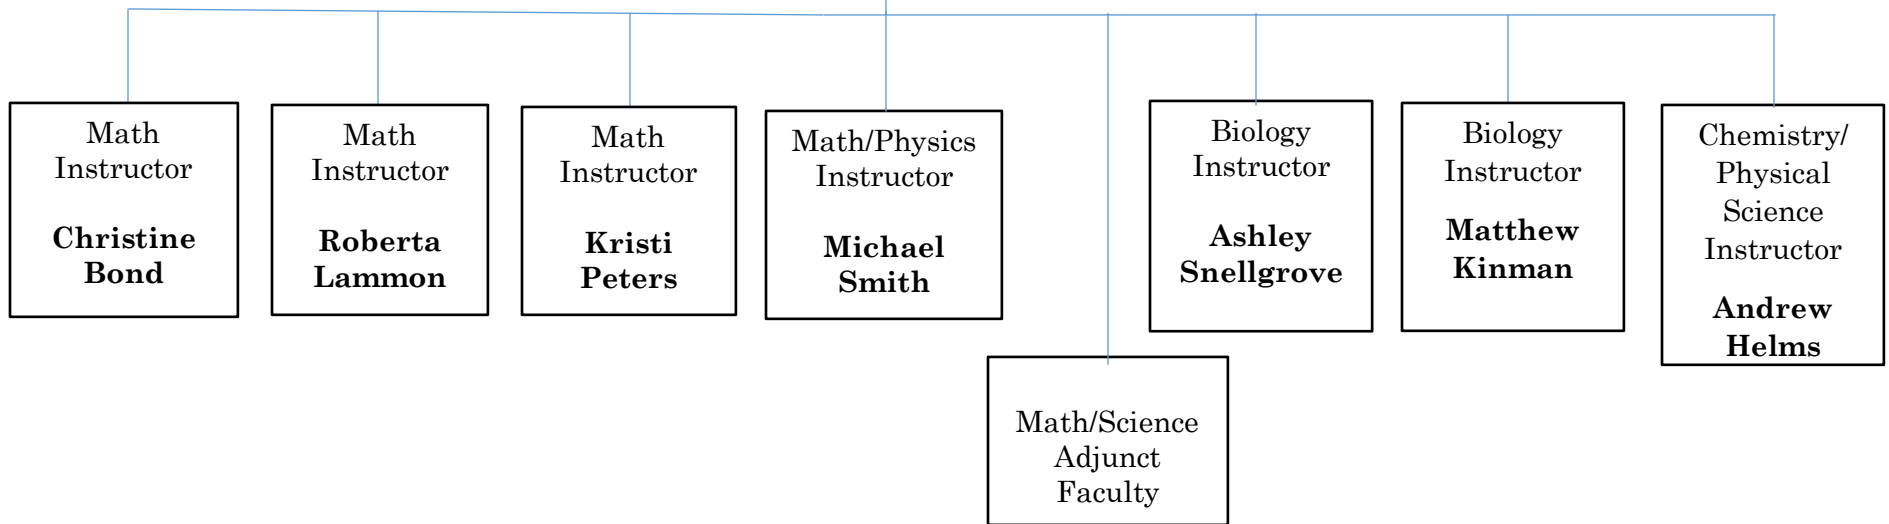 Math
Instructor
Christine
Bond
Math
Instructor
Roberta
Lammon
Math
Instructor
Kristi
Peters
Math/Physics
Instructor
Michael
Smith
Biology
Instructor
Ashley
Snellgrove
Biology
Instructor
Matthew
Kinman
Chemistry/
Physical
Science
Instructor
Andrew
Helms
Math/Science
Adjunct
Faculty